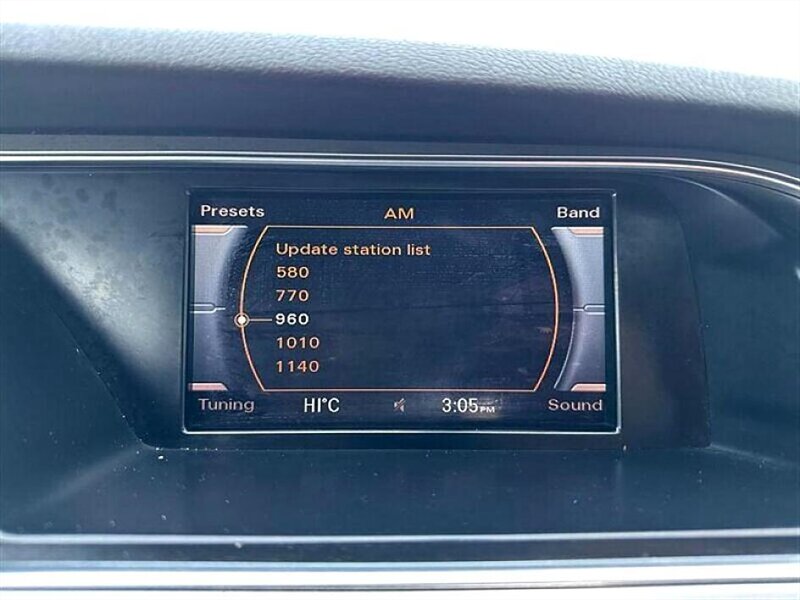 Presets AM Band
Update station list
580
770
960
1010
1140
Tuning HI°C 3:05PM Sound